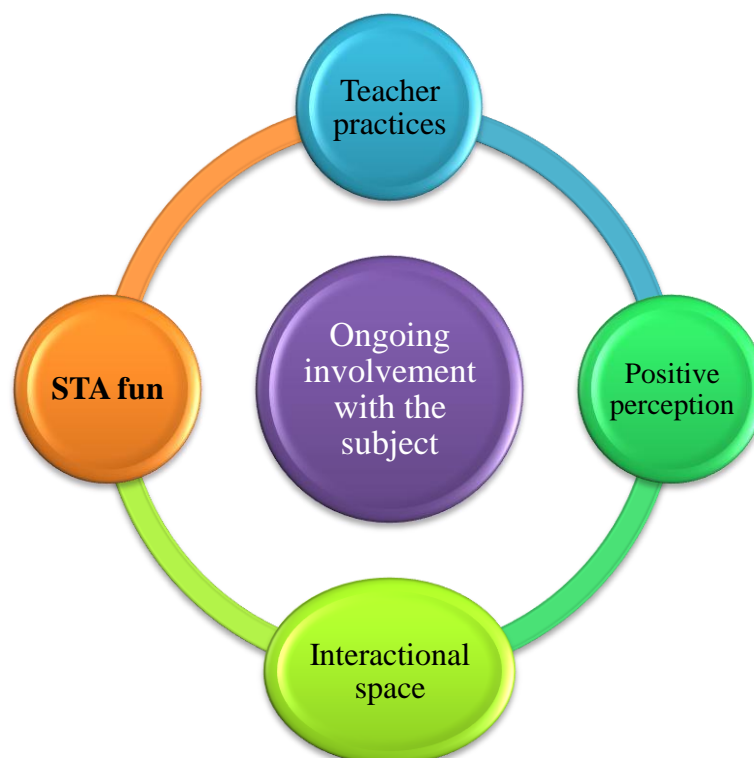 Teacher
practices
STA fun
Ongoing
involvement
with the
subject
Positive
perception
Interactional
space